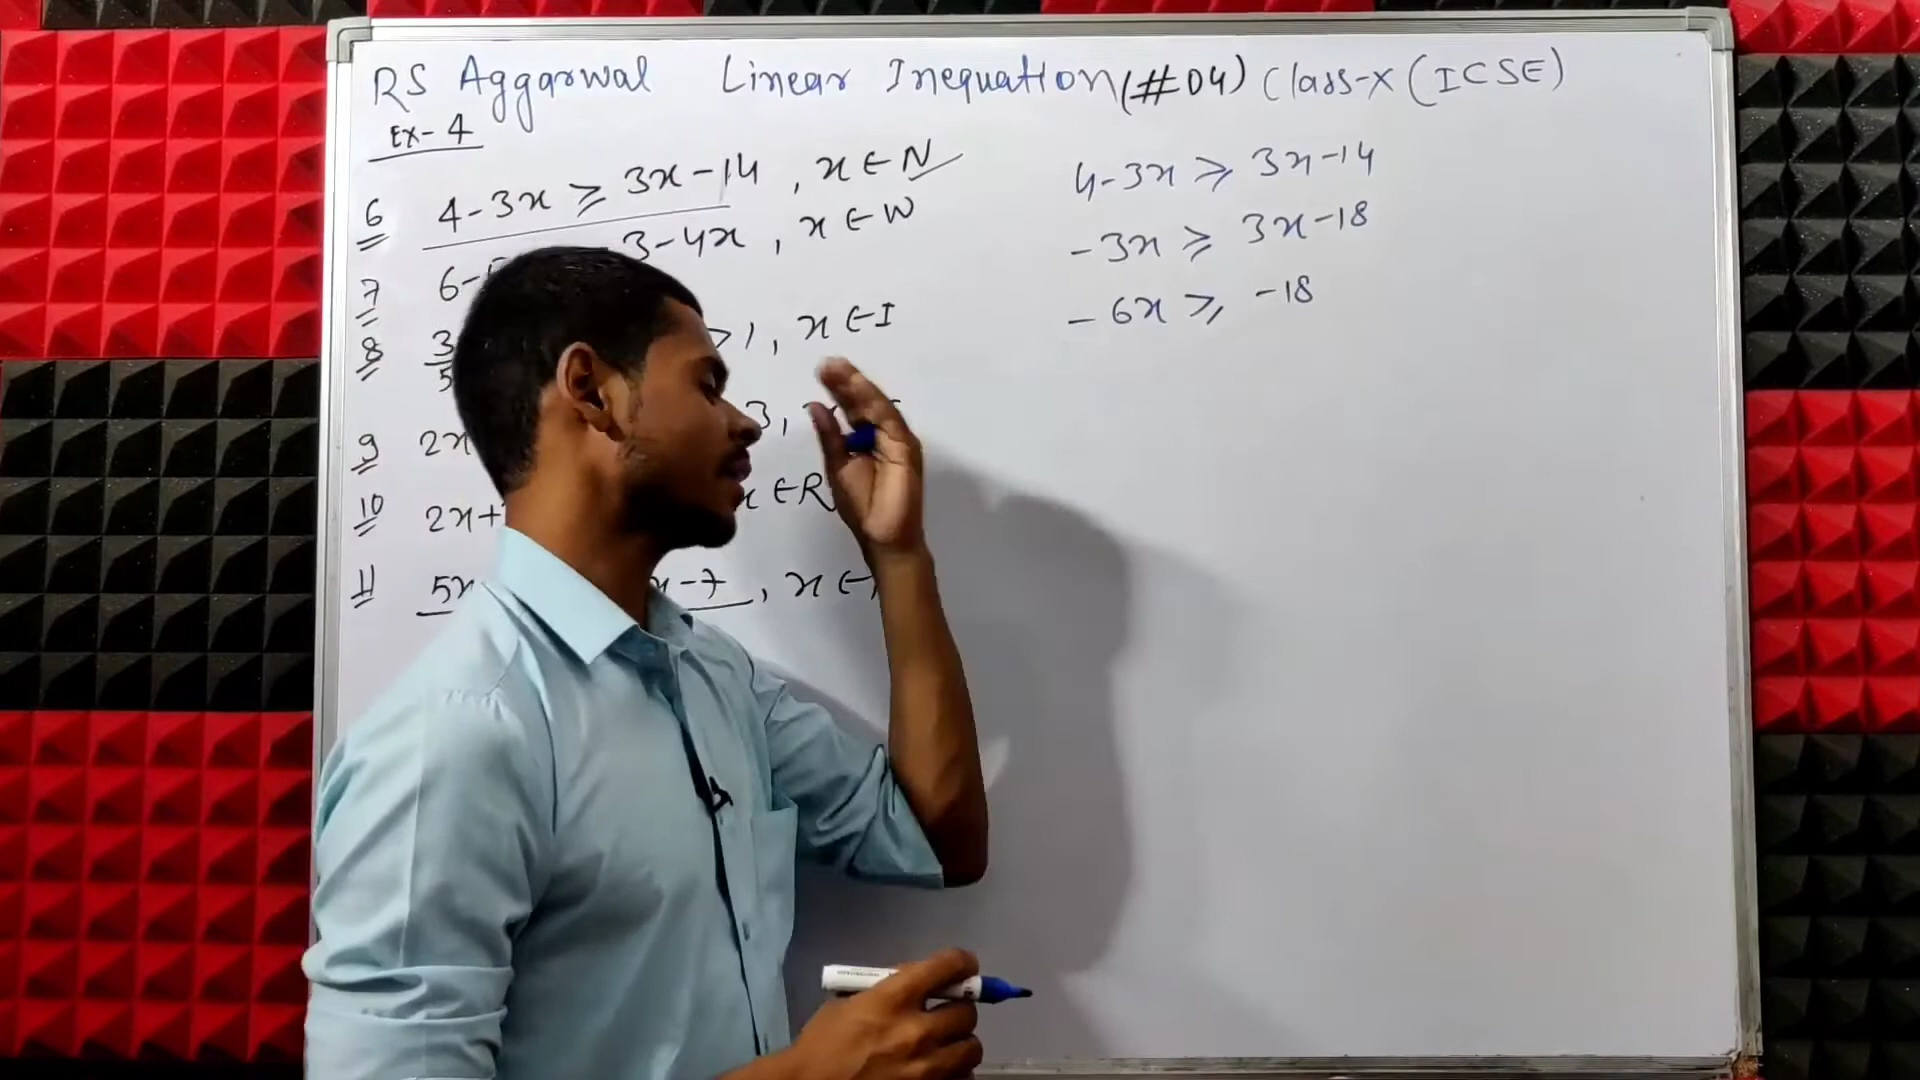 RS Aggarwal Linear Inequation (#04) Class-X (ICSE)
Ex-4
6 4-3x ≥ 3x-14 , x ∈ N
7 6- 3-4x , x ∈ W
8 3/5 >1, x ∈ I
9 2x 3,
10 2x+ x ∈ R
11 5x x-7 , x ∈
4-3x ≥ 3x-14
-3x ≥ 3x-18
-6x ≥ -18